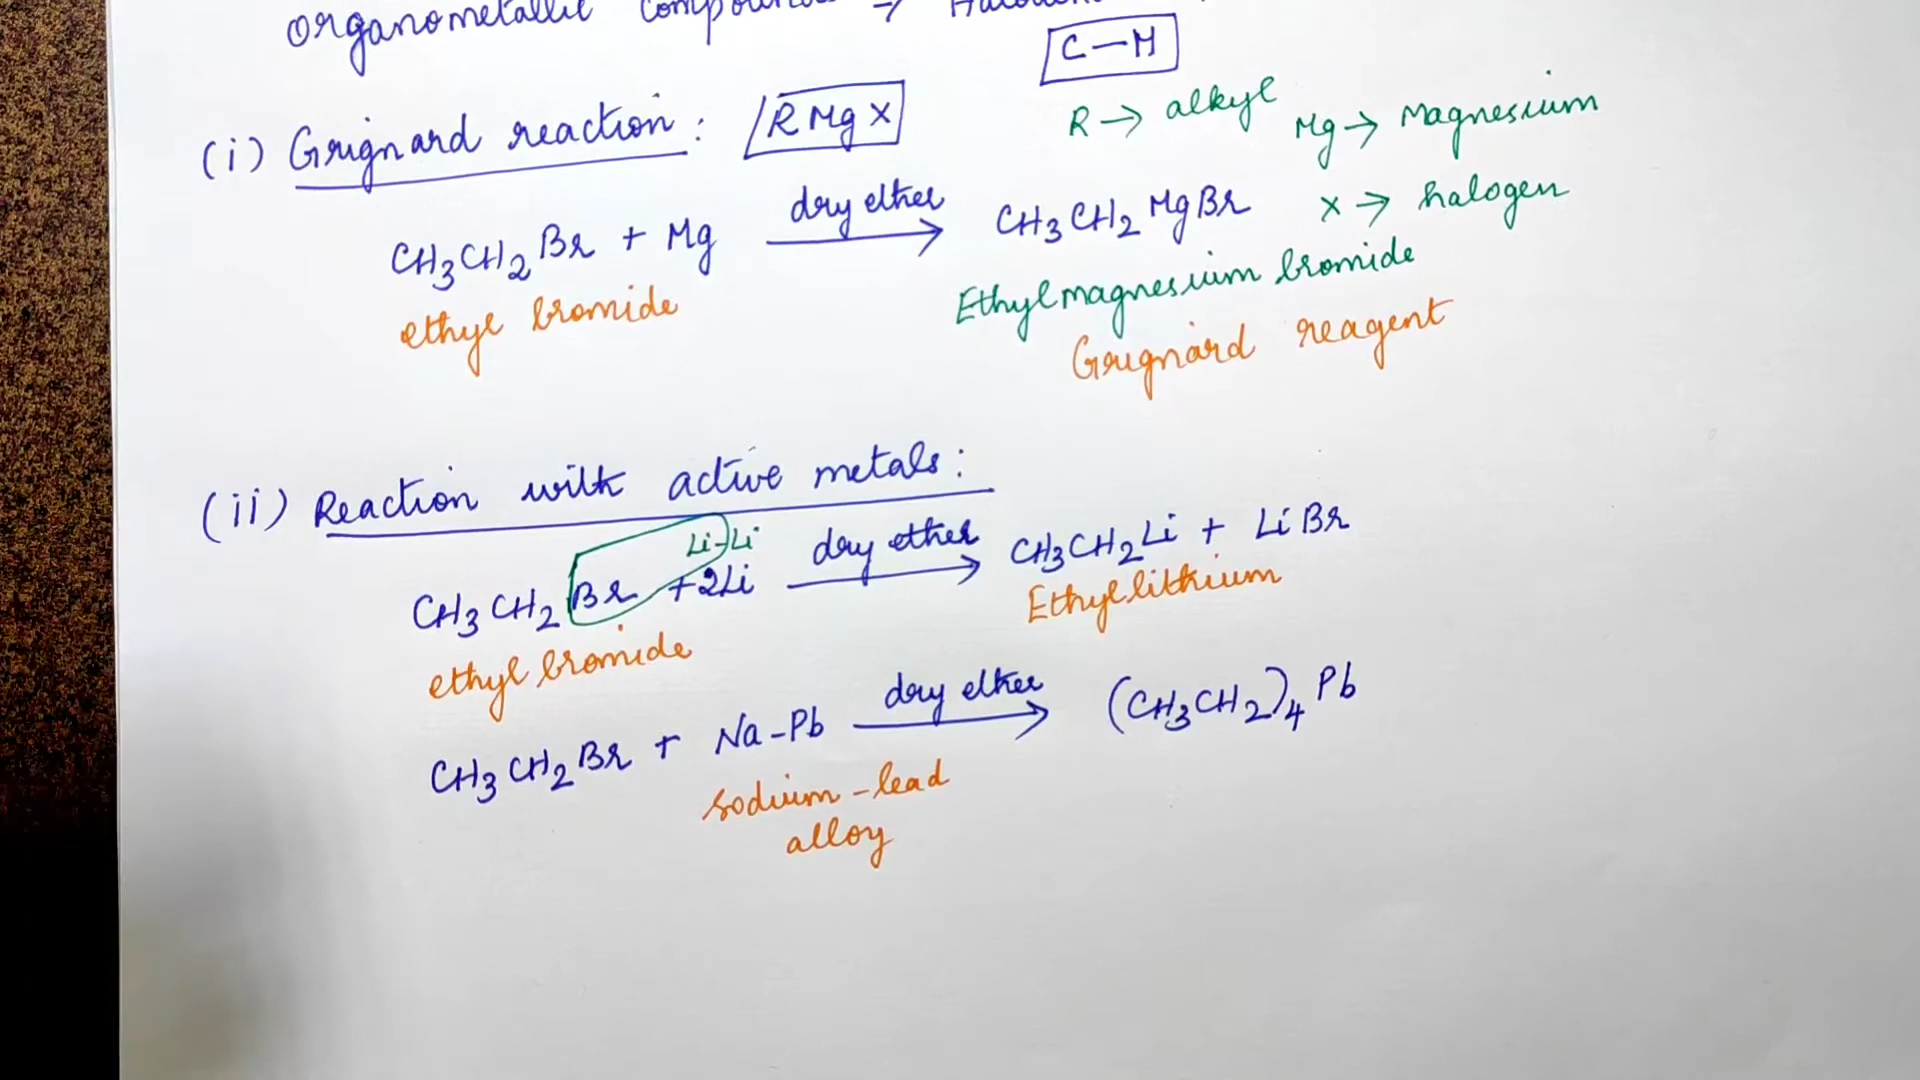 organometallic compounds →
C—M
(i) Grignard reaction: RMgX
R → alkyl Mg → Magnesium
CH₃CH₂Br + Mg dry ether → CH₃CH₂MgBr x → halogen
ethyl bromide Ethylmagnesium bromide
Grignard reagent
(ii) Reaction with active metals:
Li-Li
CH₃CH₂Br + 2Li dry ether → CH₃CH₂Li + LiBr
ethyl bromide Ethyllithium
CH₃CH₂Br + Na-Pb dry ether → (CH₃CH₂)₄Pb
sodium-lead
alloy